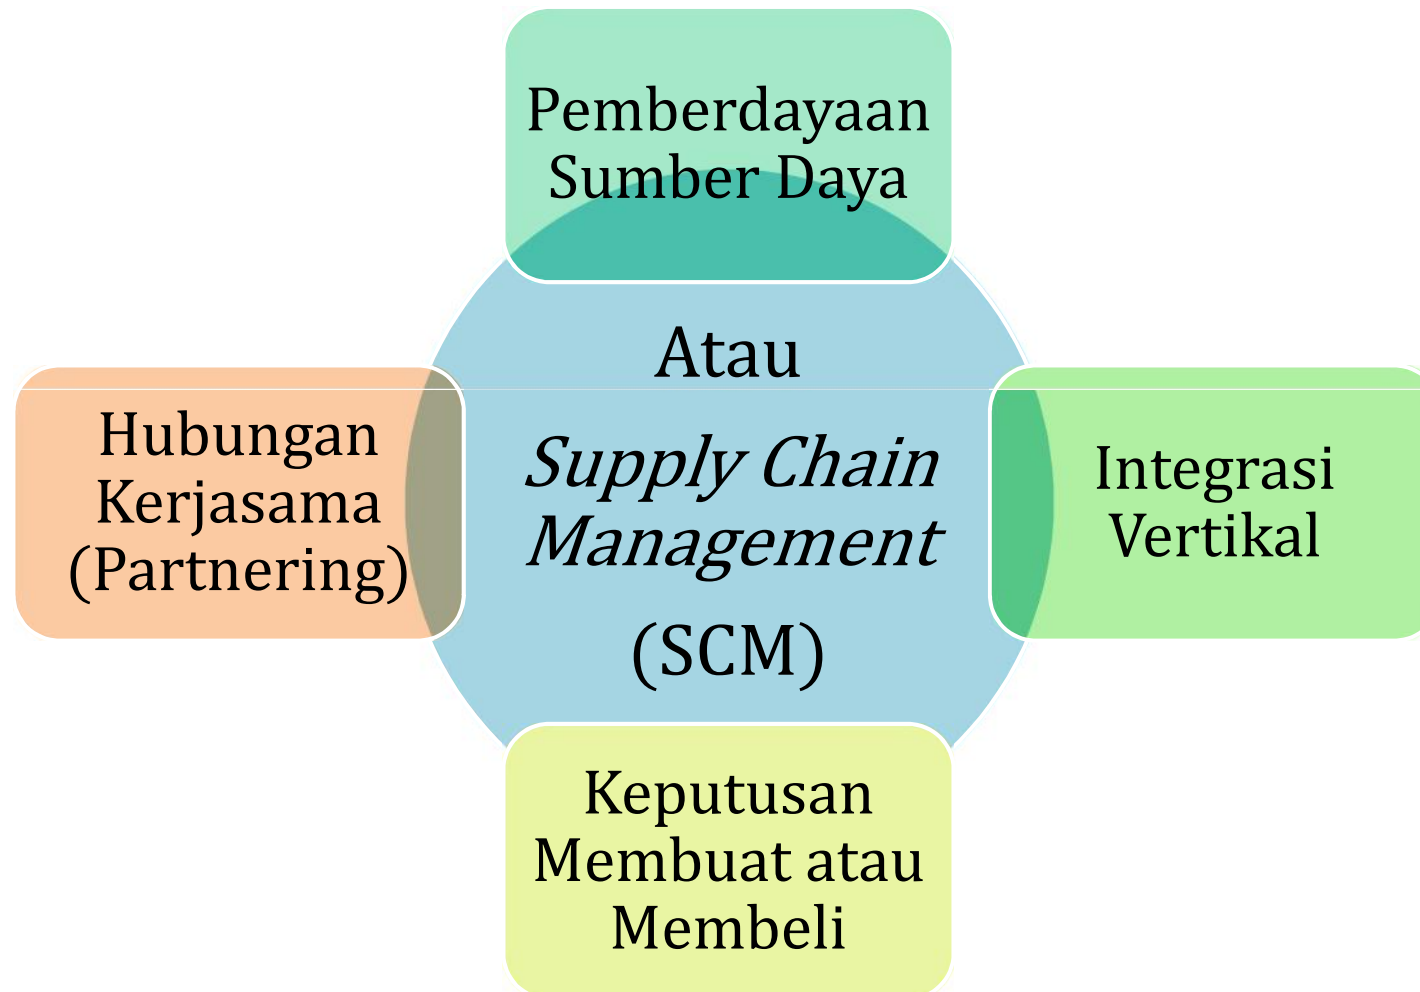 Pemberdayaan
Sumber Daya
Atau
Supply Chain
Management
(SCM)
Hubungan
Kerjasama
(Partnering)
Integrasi
Vertikal
Keputusan
Membuat atau
Membeli